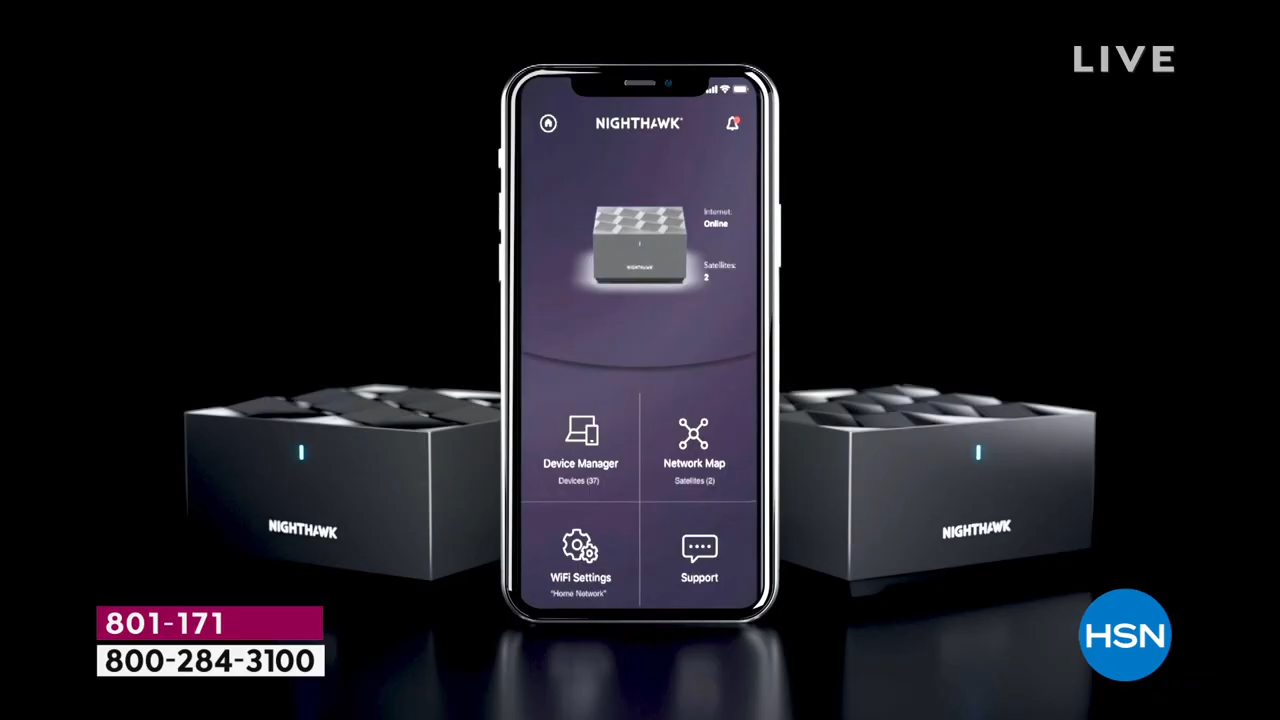 LIVE
NIGHTHAWK
Internet:
Online
NIGHTHAWK
Satellites:
2
Device Manager
Devices (37)
Network Map
Satellites (2)
WiFi Settings
"Home Network"
Support
NIGHTHAWK
NIGHTHAWK
801-171
800-284-3100
HSN